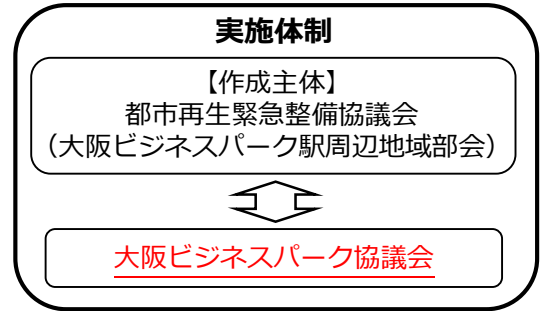 実施体制
【作成主体】
都市再生緊急整備協議会
（大阪ビジネスパーク駅周辺地域部会）
大阪ビジネスパーク協議会